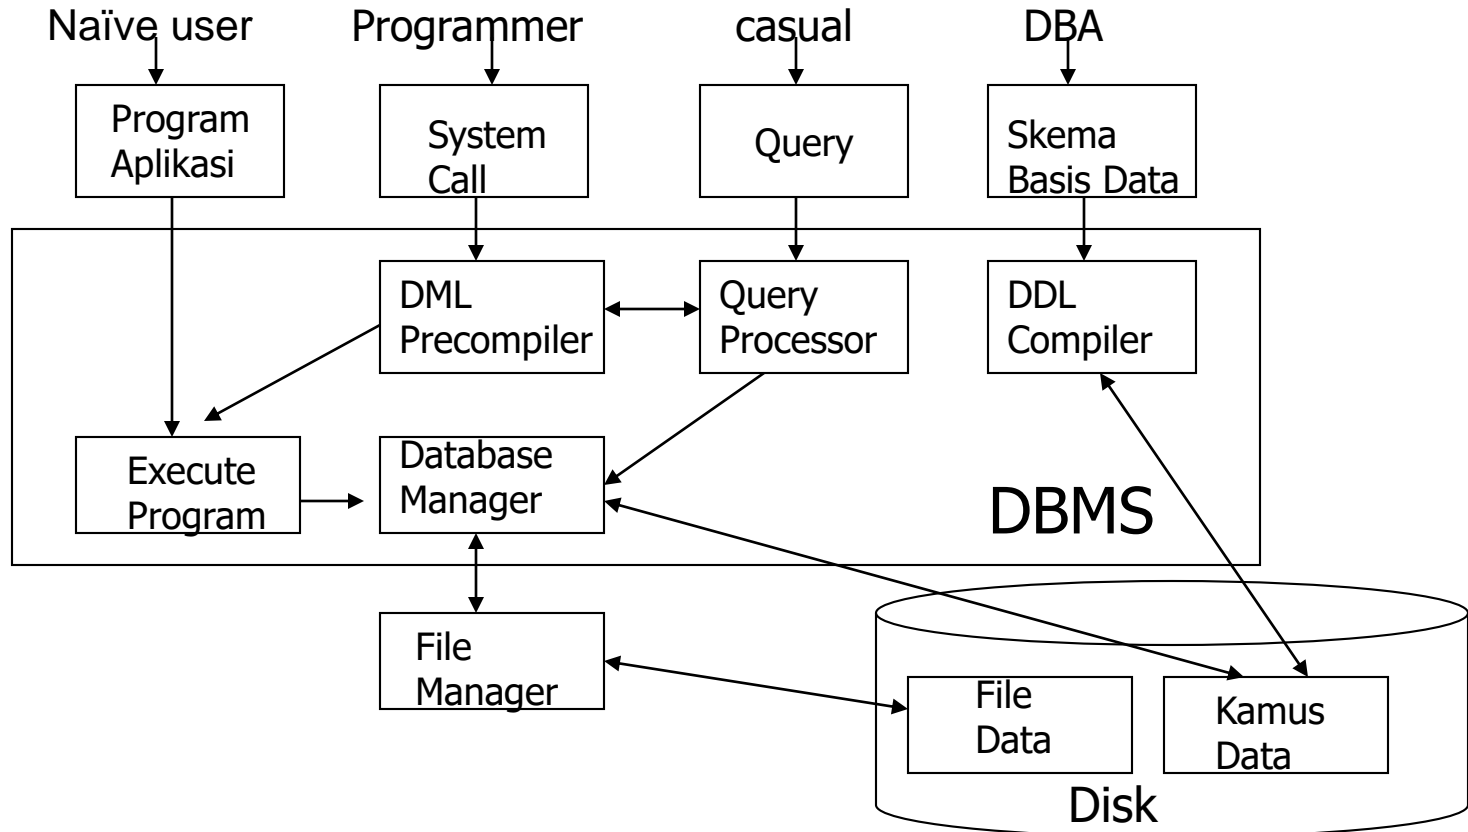 Naïve user
Programmer
casual
DBA
Program
Aplikasi
System
Call
Query
Skema
Basis Data
DML
Precompiler
Query
Processor
DDL
Compiler
Execute
Program
Database
Manager
DBMS
File
Manager
File
Data
Kamus
Data
Disk